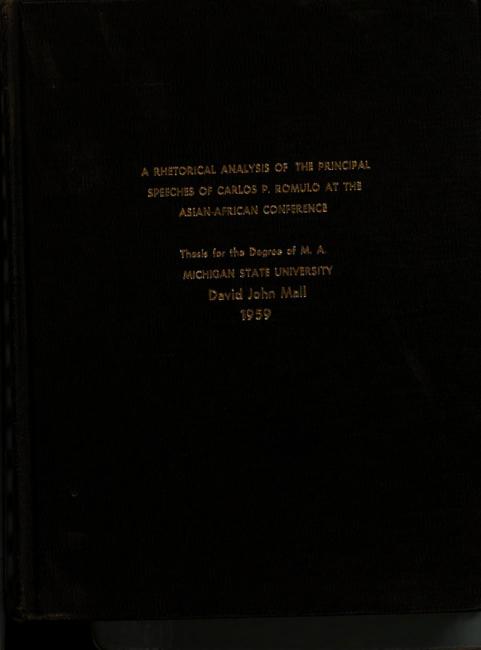 A RHETORICAL ANALYSIS OF THE PRINCIPAL
SPEECHES OF CARLOS P. ROMULO AT THE
ASIAN-AFRICAN CONFERENCE
Thesis for the Degree of M. A.
MICHIGAN STATE UNIVERSITY
David John Mall
1959